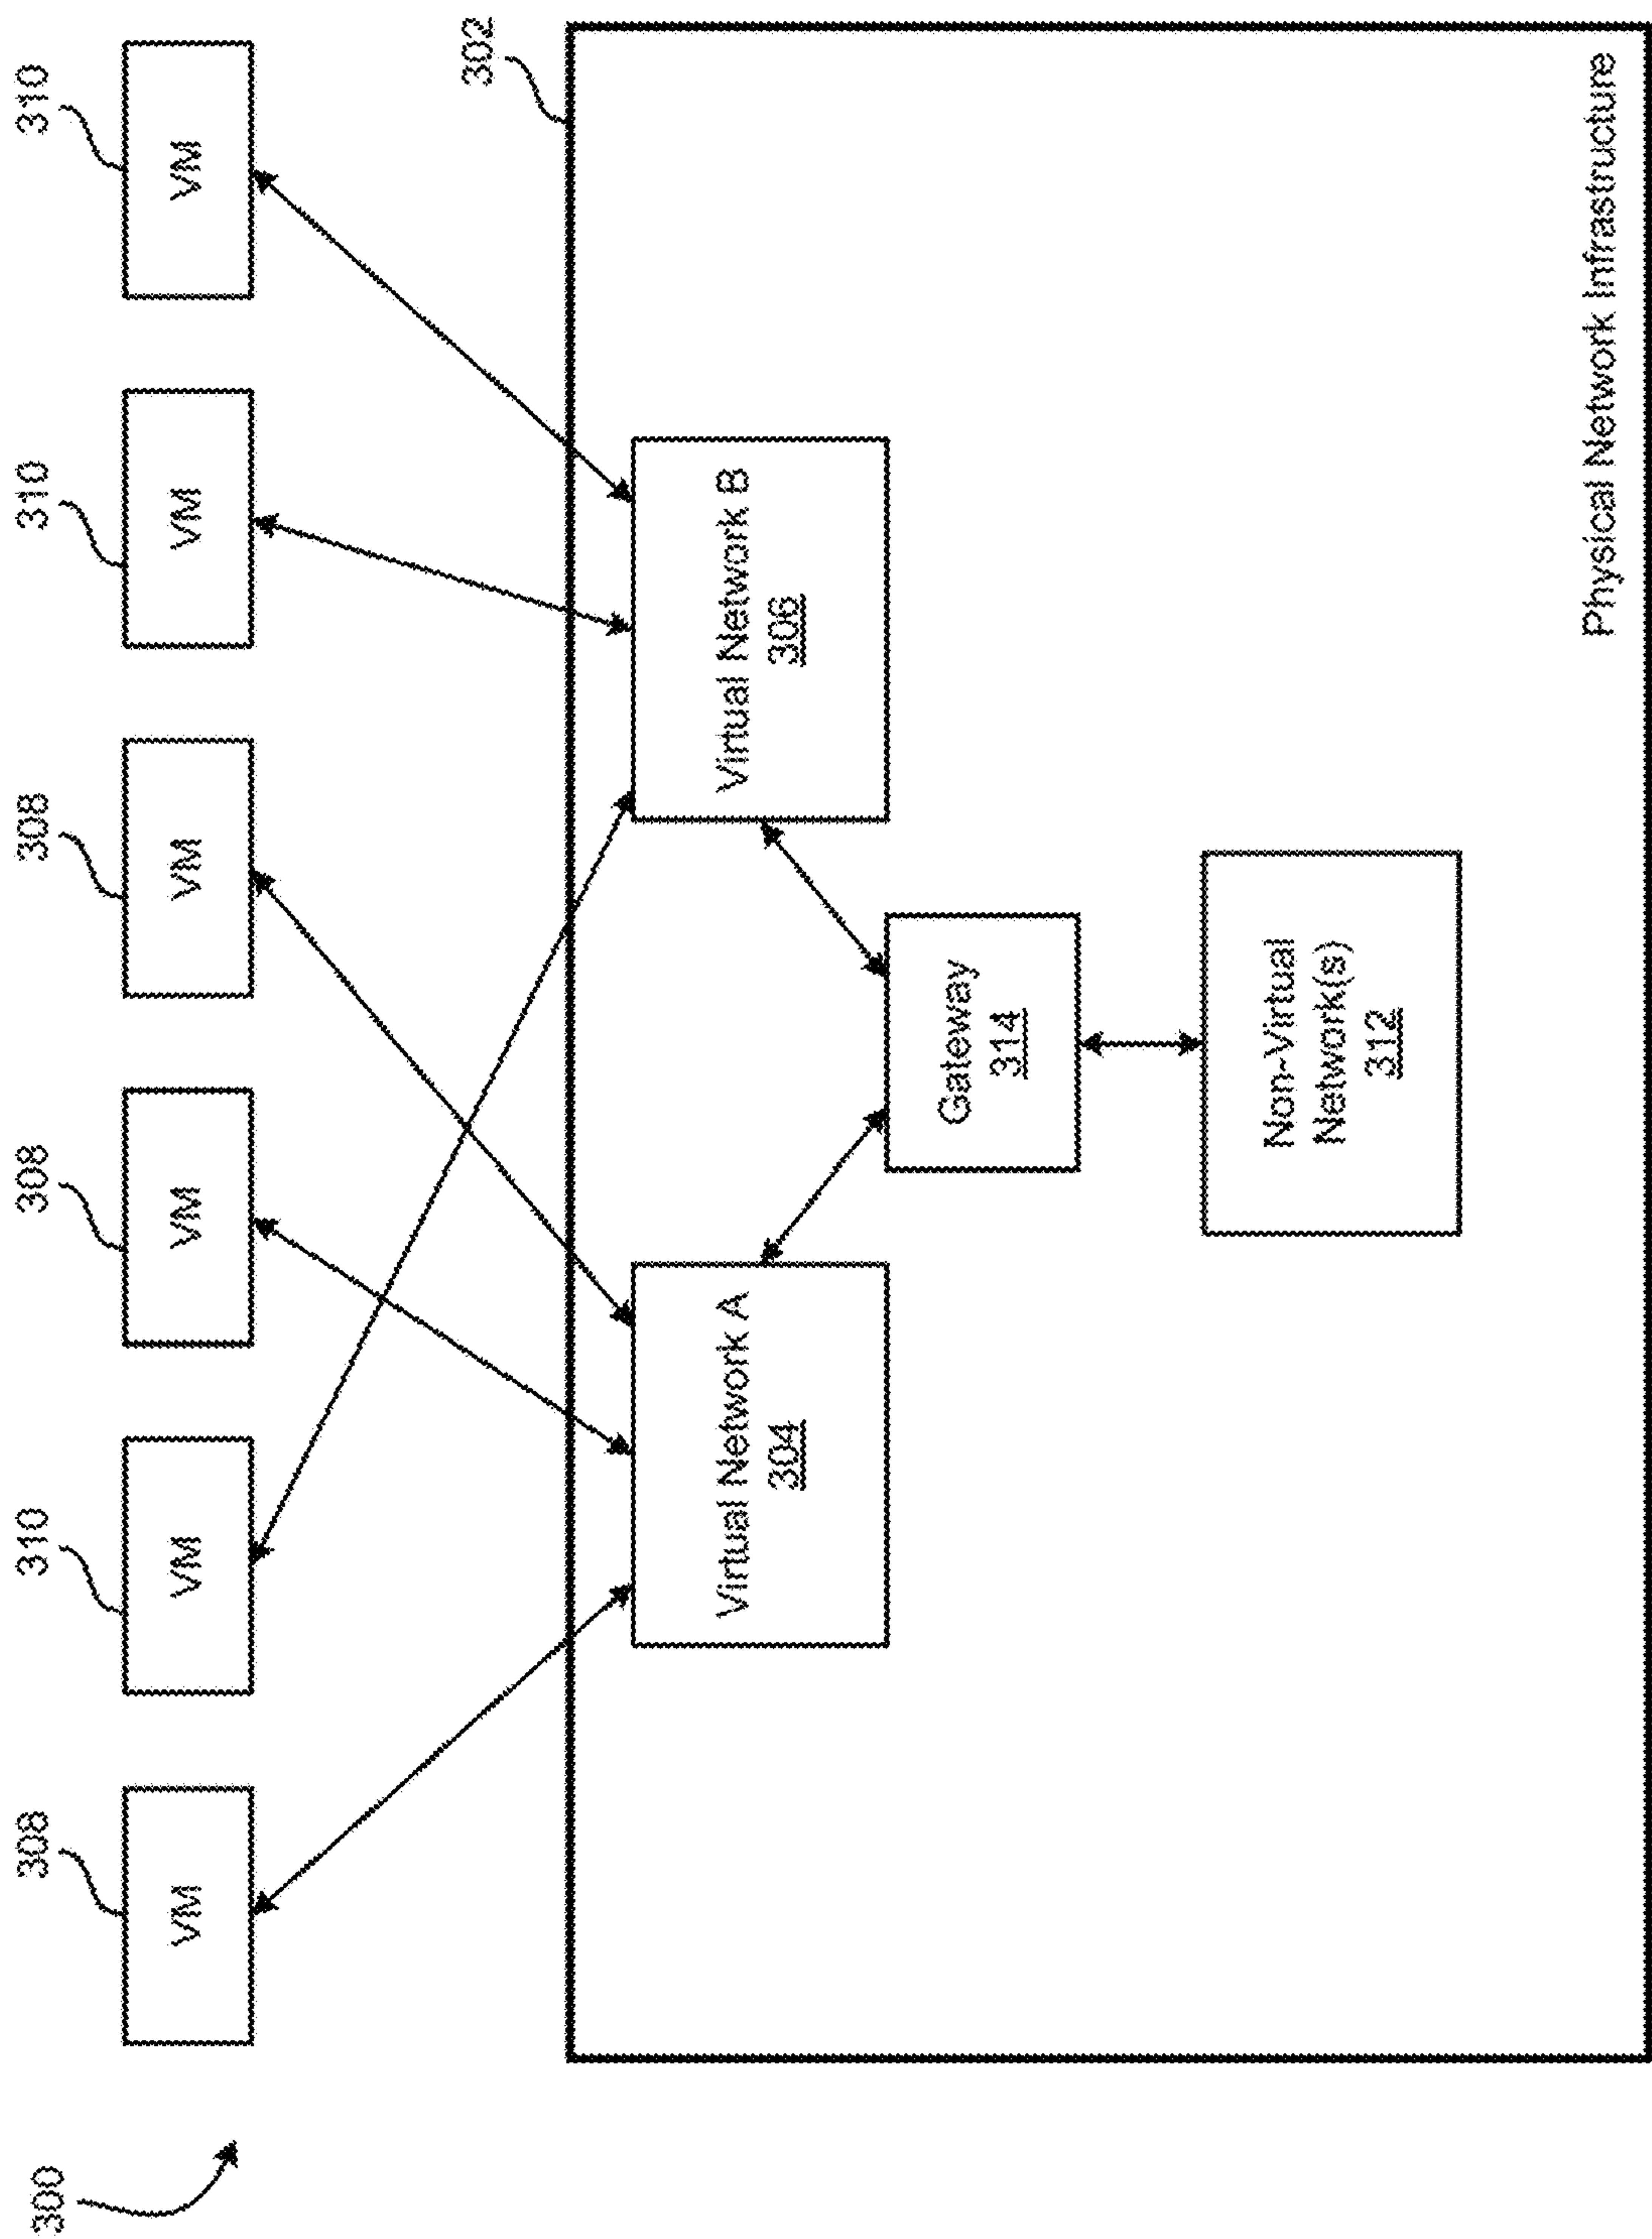 300
308
310
308
308
310
310
VM
VM
VM
VM
VM
VM
302
Virtual Network A
304
Virtual Network B
306
Gateway
314
Non-Virtual
Network(s)
312
Physical Network Infrastructure